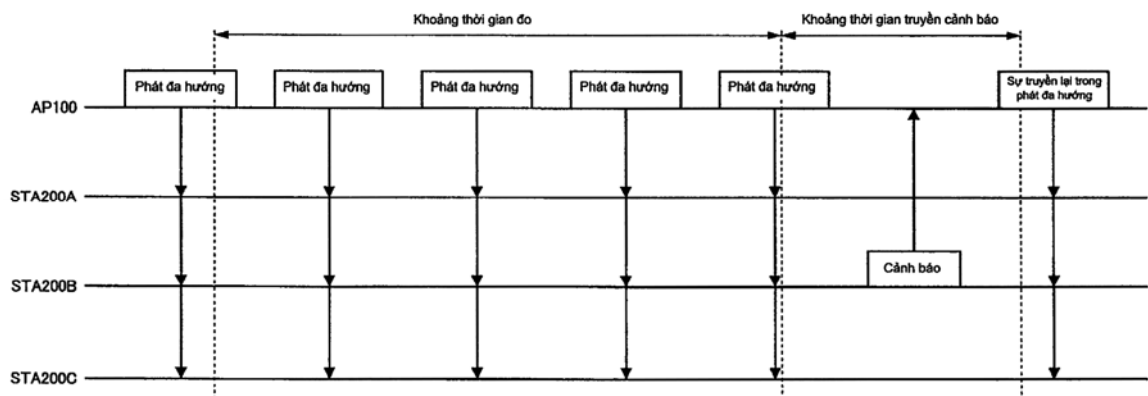 Khoảng thời gian đo
Khoảng thời gian truyền cảnh báo
Phát đa hướng
Phát đa hướng
Phát đa hướng
Phát đa hướng
Phát đa hướng
Sự truyền lại trong
phát đa hướng
AP100
STA200A
Cảnh báo
STA200B
STA200C